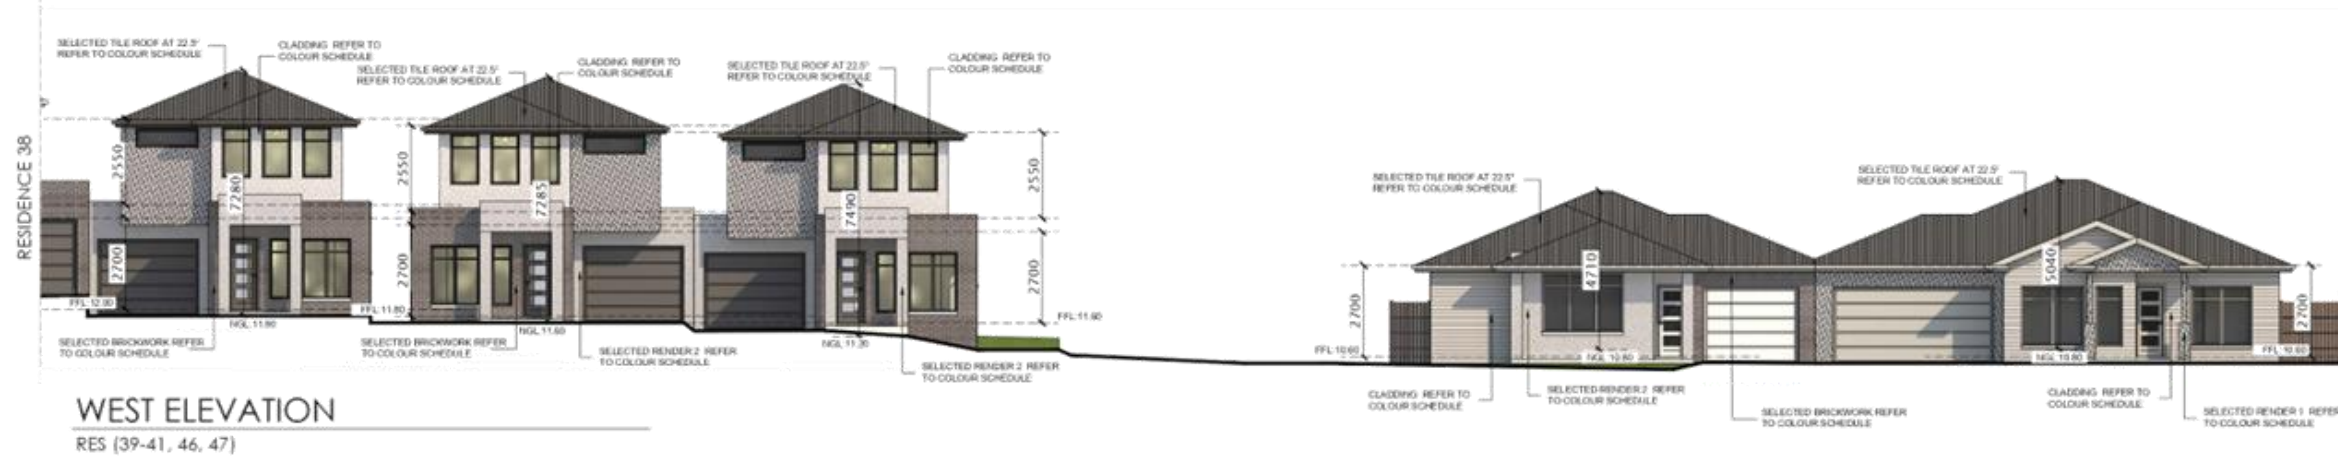 RESIDENCE 38
SELECTED TILE ROOF AT 22.5°
REFER TO COLOUR SCHEDULE
CLADDING REFER TO
COLOUR SCHEDULE
SELECTED TILE ROOF AT 22.5°
REFER TO COLOUR SCHEDULE
CLADDING REFER TO
COLOUR SCHEDULE
SELECTED TILE ROOF AT 22.5°
REFER TO COLOUR SCHEDULE
CLADDING REFER TO
COLOUR SCHEDULE
SELECTED TILE ROOF AT 22.5°
REFER TO COLOUR SCHEDULE
SELECTED TILE ROOF AT 22.5°
REFER TO COLOUR SCHEDULE
2550
7280
2700
2550
7285
2700
7490
2550
2700
2700
4710
5040
2700
FFL:12.00
NGL:11.80
FFL:11.80
NGL:11.60
NGL:11.20
FFL:11.60
FFL:10.60
NGL 10.80
NGL 10.80
FFL:10.60
SELECTED BRICKWORK REFER
TO COLOUR SCHEDULE
SELECTED BRICKWORK REFER
TO COLOUR SCHEDULE
SELECTED RENDER 2 REFER
TO COLOUR SCHEDULE
SELECTED RENDER 2 REFER
TO COLOUR SCHEDULE
CLADDING REFER TO
COLOUR SCHEDULE
SELECTED RENDER 2 REFER
TO COLOUR SCHEDULE
SELECTED BRICKWORK REFER
TO COLOUR SCHEDULE
CLADDING REFER TO
COLOUR SCHEDULE
SELECTED RENDER 1 REFER
TO COLOUR SCHEDULE
WEST ELEVATION
RES (39-41, 46, 47)